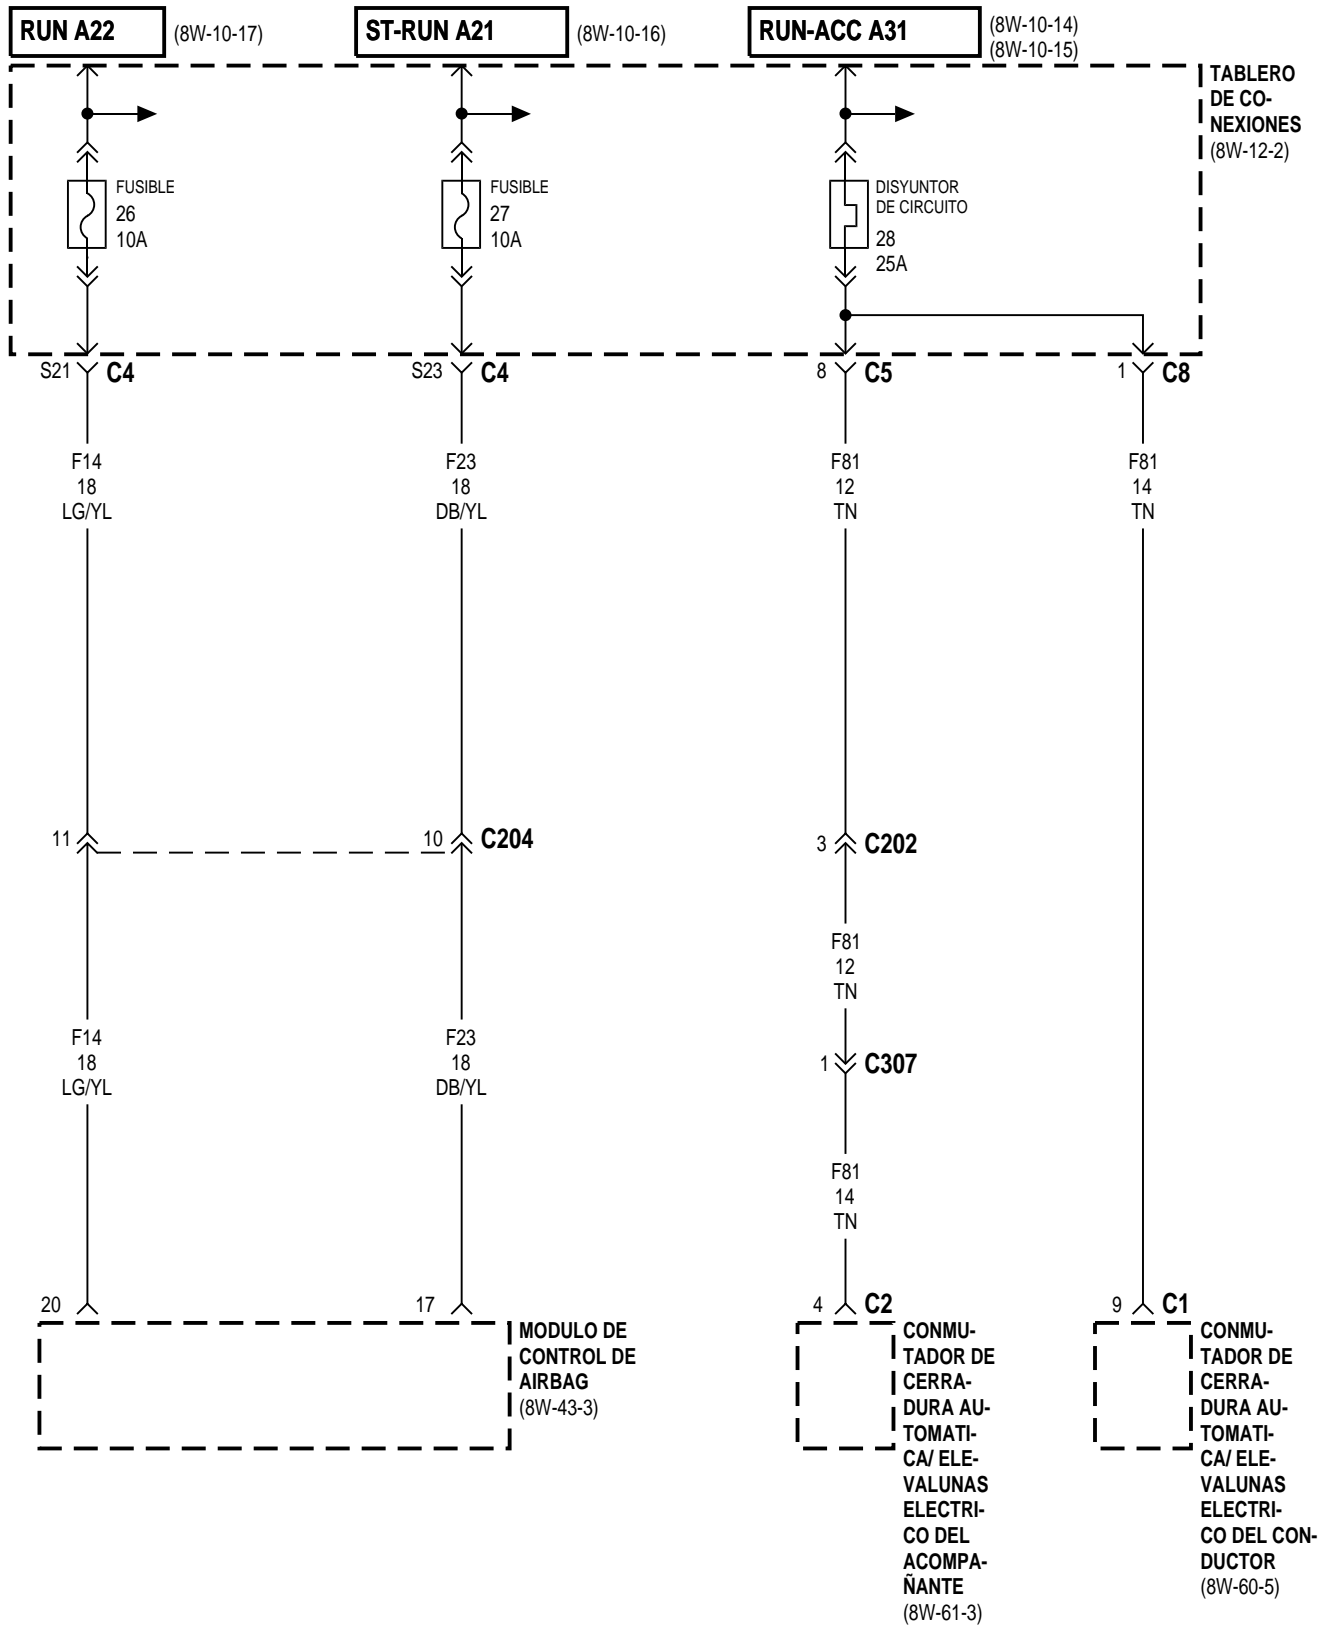 RUN A22
(8W-10-17)
ST-RUN A21
(8W-10-16)
RUN-ACC A31
(8W-10-14)
(8W-10-15)
TABLERO
DE CO-
NEXIONES
(8W-12-2)
FUSIBLE
26
10A
FUSIBLE
27
10A
DISYUNTOR
DE CIRCUITO
28
25A
S21
C4
S23
C4
8
C5
1
C8
F14
18
LG/YL
F23
18
DB/YL
F81
12
TN
F81
14
TN
11
10
C204
3
C202
F81
12
TN
F14
18
LG/YL
F23
18
DB/YL
1
C307
F81
14
TN
20
17
4
C2
9
C1
MODULO DE
CONTROL DE
AIRBAG
(8W-43-3)
CONMU-
TADOR DE
CERRA-
DURA AU-
TOMATI-
CA/ ELE-
VALUNAS
ELECTRI-
CO DEL
ACOMPA-
ÑANTE
(8W-61-3)
CONMU-
TADOR DE
CERRA-
DURA AU-
TOMATI-
CA/ ELE-
VALUNAS
ELECTRI-
CO DEL CON-
DUCTOR
(8W-60-5)